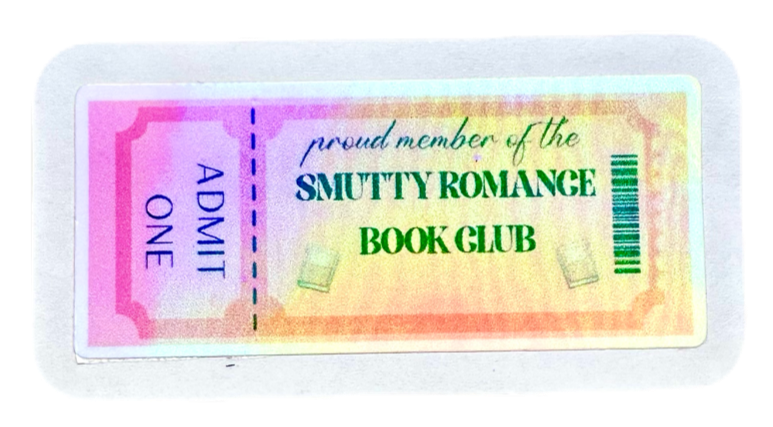 ADMIT
ONE
proud member of the
SMUTTY ROMANCE
BOOK CLUB